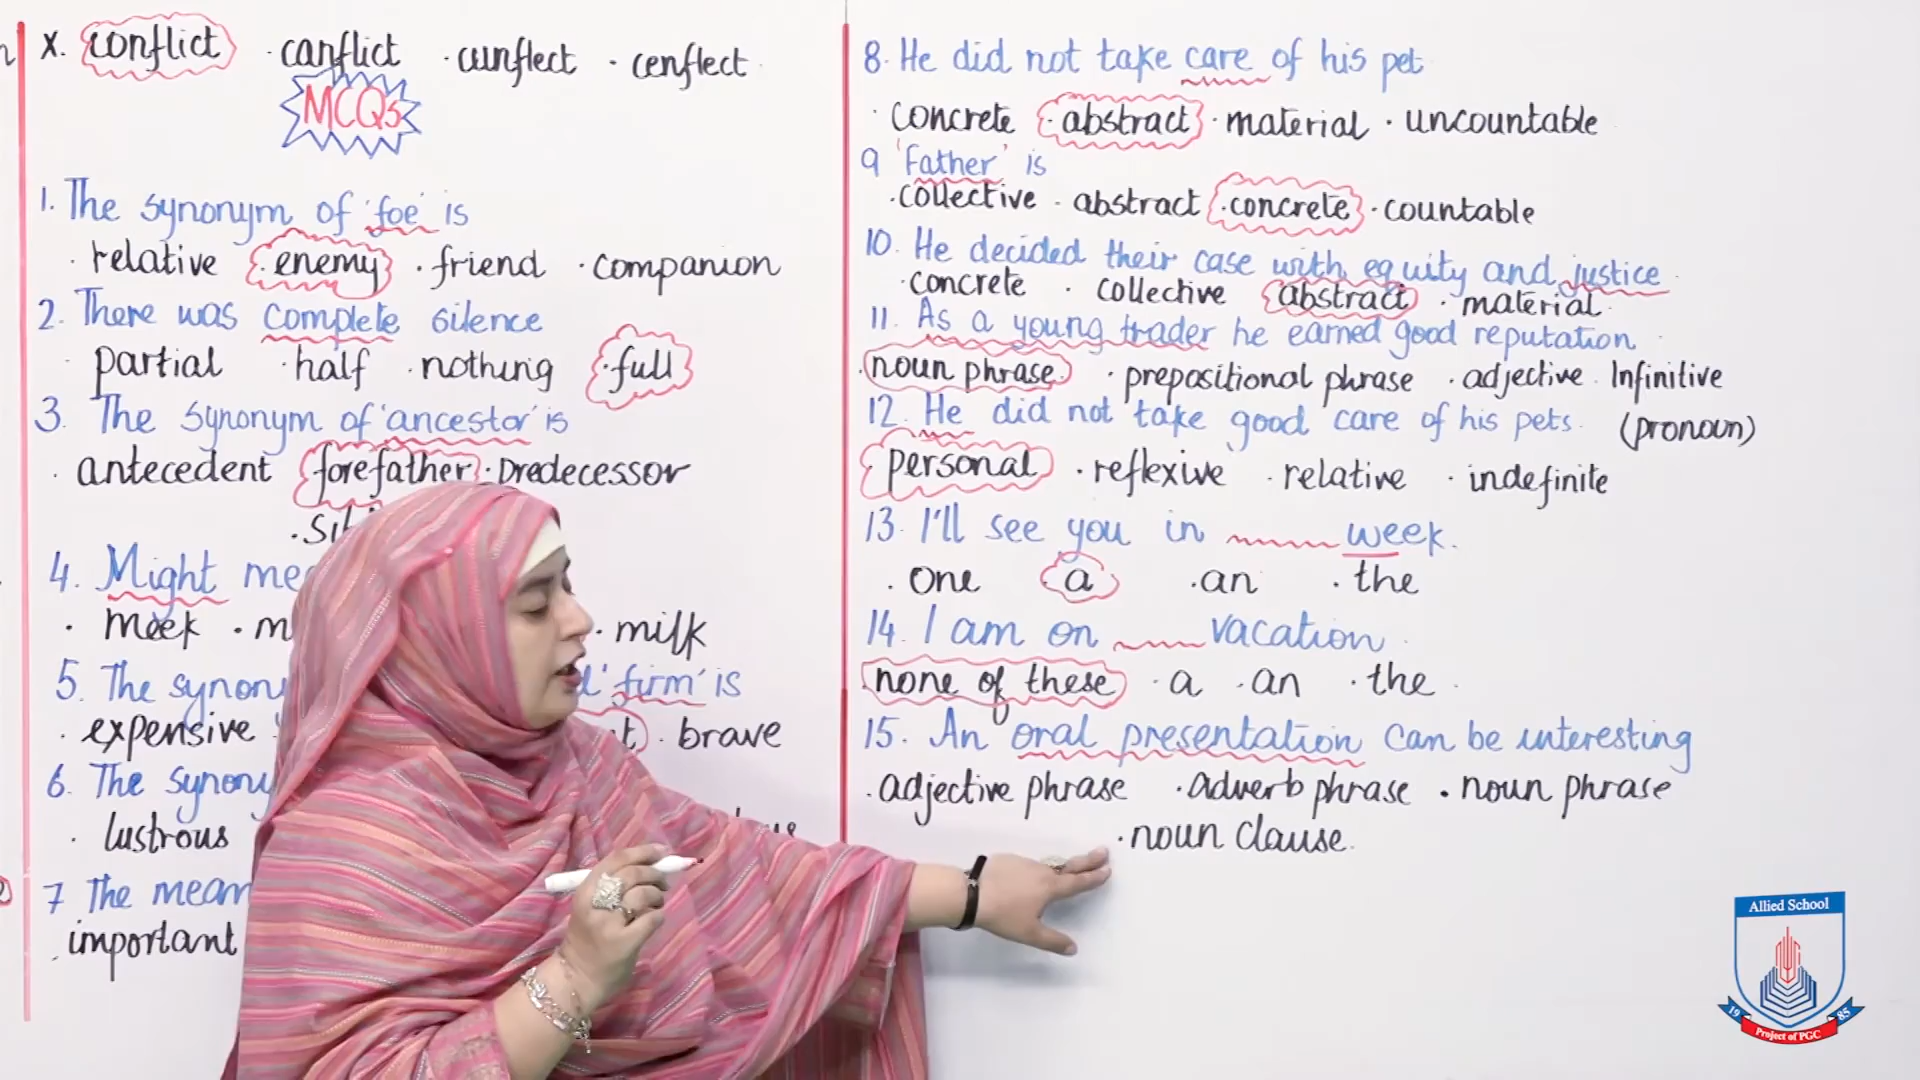 x. conflict · canflict · cunflect · cenflect
MCQs
1. The synonym of 'foe' is
· relative · enemy · friend · companion
2. There was complete silence
· partial · half · nothing · full
3. The synonym of 'ancestor' is
· antecedent forefather · predecessor
4. Might
· meek · milk
5. The 'firm' is
· expensive brave
6. The
· lustrous
7 The
important
8. He did not take care of his pet
· concrete · abstract · material · uncountable
9 'Father' is
· collective · abstract · concrete · countable
10. He decided their case with equity and justice
· concrete · collective abstract · material
11. As a young trader he earned good reputation
· noun phrase · prepositional phrase · adjective · Infinitive
12. He did not take good care of his pets. (pronoun)
· personal · reflexive · relative · indefinite
13. I'll see you in ____ week.
· one · a · an · the
14. I am on ____ vacation.
· none of these · a · an · the
15. An oral presentation can be interesting
· adjective phrase · adverb phrase · noun phrase
· noun clause.
Allied School
19 85
Project of PGC